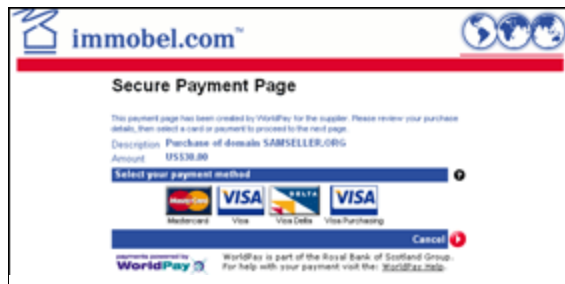 immobel.com™
Secure Payment Page
This payment page has been created by WorldPay for the supplier. Please review your purchase
details, then select a card or payment to proceed to the next page.
Description Purchase of domain SAMSELLER.ORG
Amount US$30.00
Select your payment method ?
MasterCard VISA DELTA VISA
Mastercard Visa Visa Delta Visa Purchasing
Cancel
payments powered by
WorldPay
WorldPay is part of the Royal Bank of Scotland Group.
For help with your payment visit the: WorldPay Help.